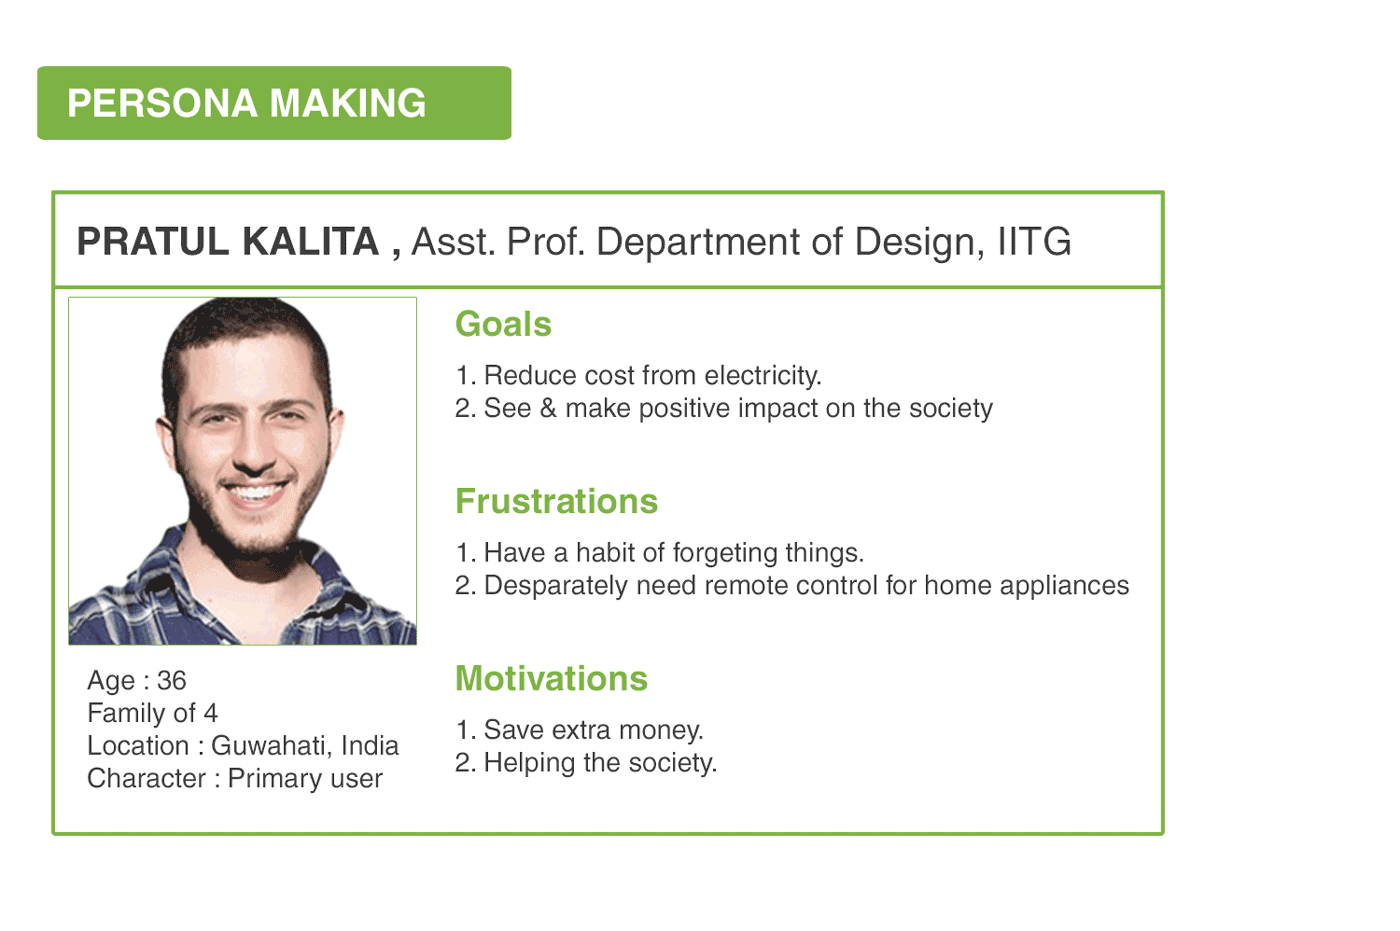 PERSONA MAKING
PRATUL KALITA , Asst. Prof. Department of Design, IITG
Goals
1. Reduce cost from electricity.
2. See & make positive impact on the society
Frustrations
1. Have a habit of forgeting things.
2. Desparately need remote control for home appliances
Motivations
1. Save extra money.
2. Helping the society.
Age : 36
Family of 4
Location : Guwahati, India
Character : Primary user